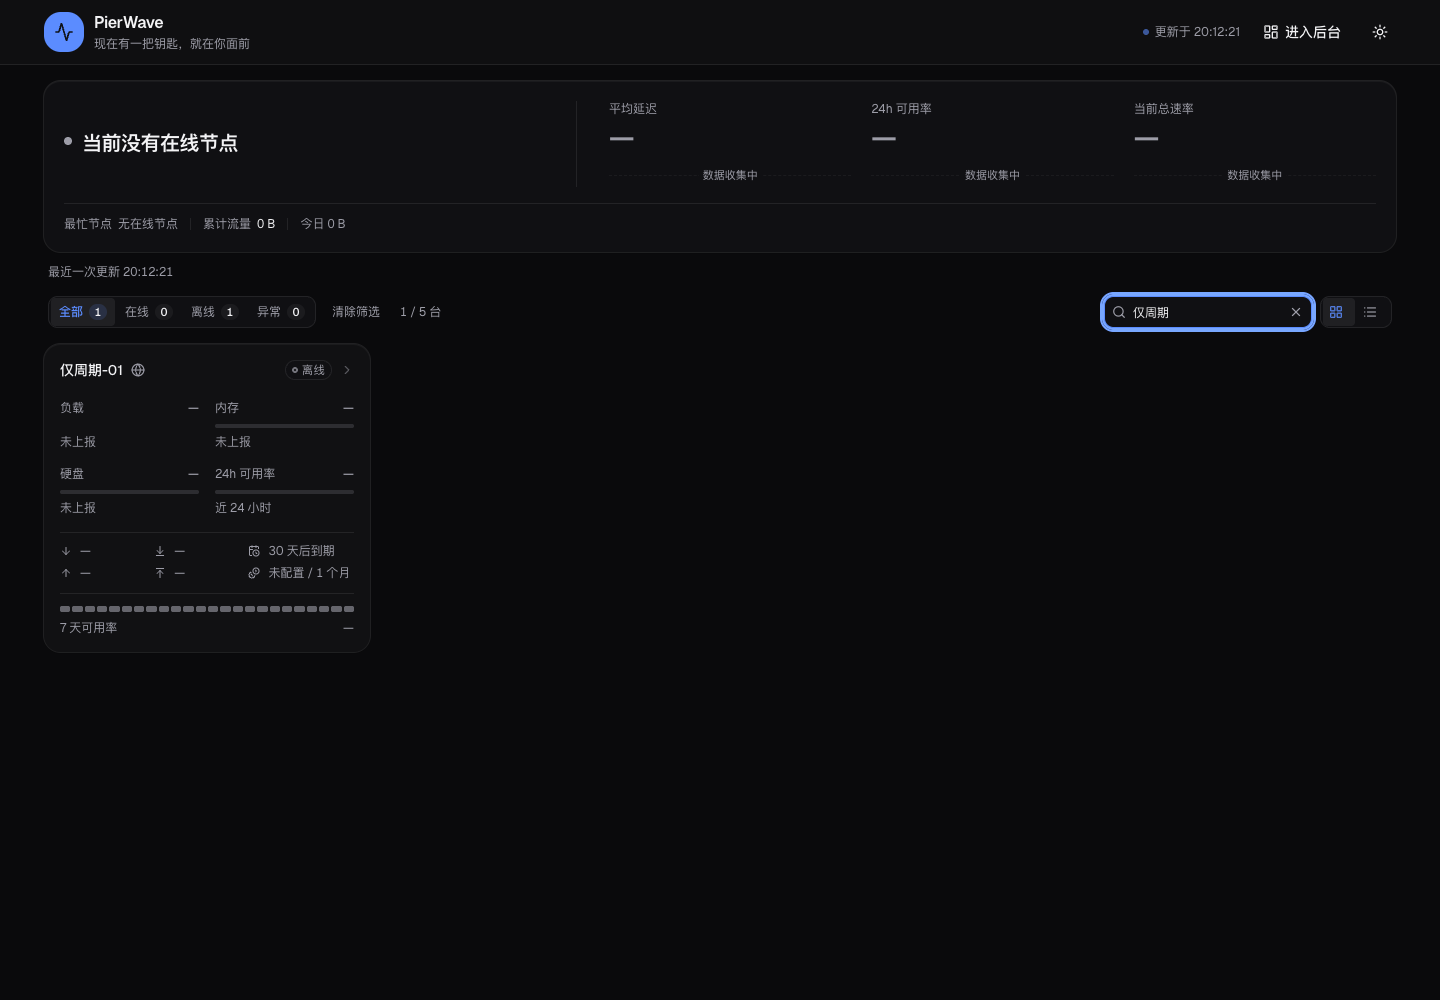 PierWave
现在有一把钥匙，就在你面前
更新于 20:12:21
进入后台
当前没有在线节点
平均延迟
—
数据收集中
24h 可用率
—
数据收集中
当前总速率
—
数据收集中
最忙节点 无在线节点
累计流量 0 B
今日 0 B
最近一次更新 20:12:21
全部 1
在线 0
离线 1
异常 0
清除筛选
1 / 5 台
仅周期
仅周期-01
离线
负载 —
未上报
内存 —
未上报
硬盘 —
未上报
24h 可用率 —
近 24 小时
— — 30 天后到期
— — 未配置 / 1 个月
7 天可用率 —